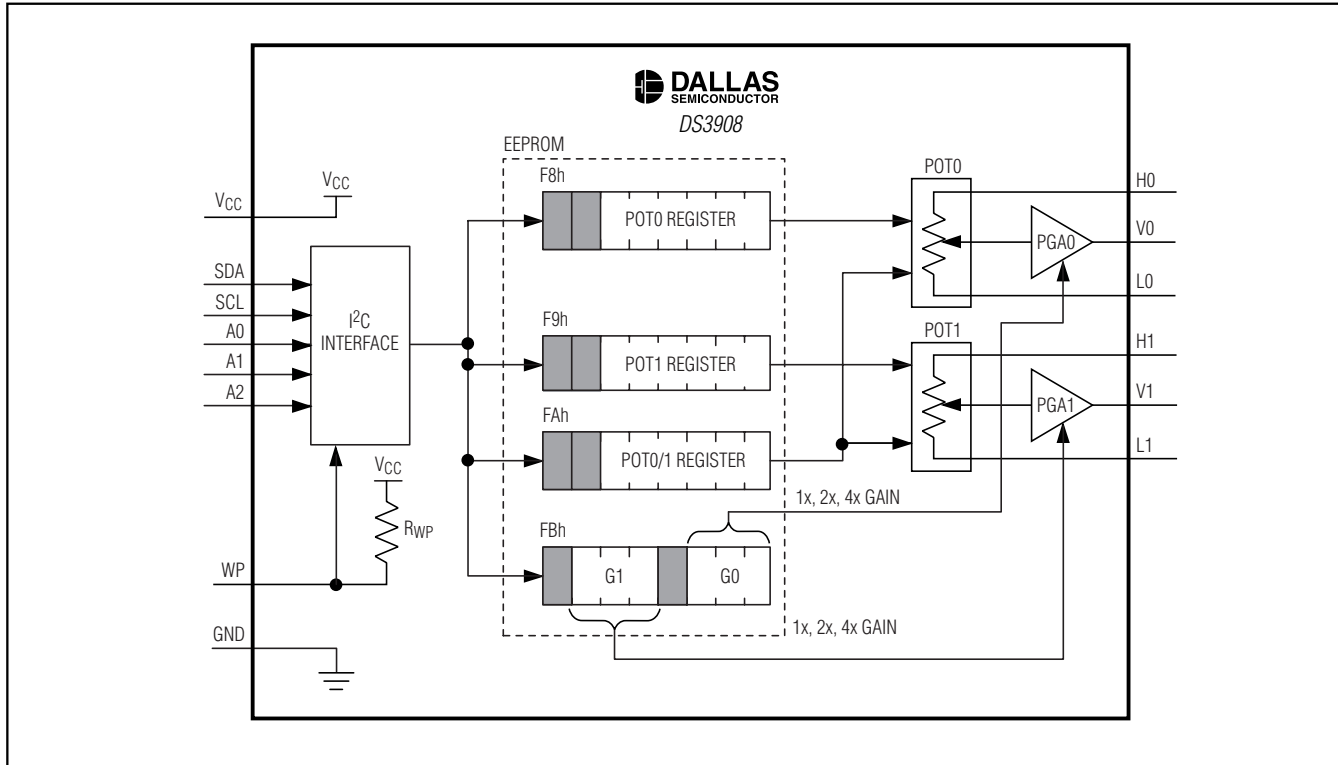 DALLAS
SEMICONDUCTOR
DS3908
EEPROM
F8h
POT0 REGISTER
F9h
POT1 REGISTER
FAh
POT0/1 REGISTER
FBh
G1
G0
VCC
VCC
SDA
SCL
A0
A1
A2
I2C
INTERFACE
VCC
RWP
WP
GND
POT0
PGA0
H0
V0
L0
POT1
PGA1
H1
V1
L1
1x, 2x, 4x GAIN
1x, 2x, 4x GAIN